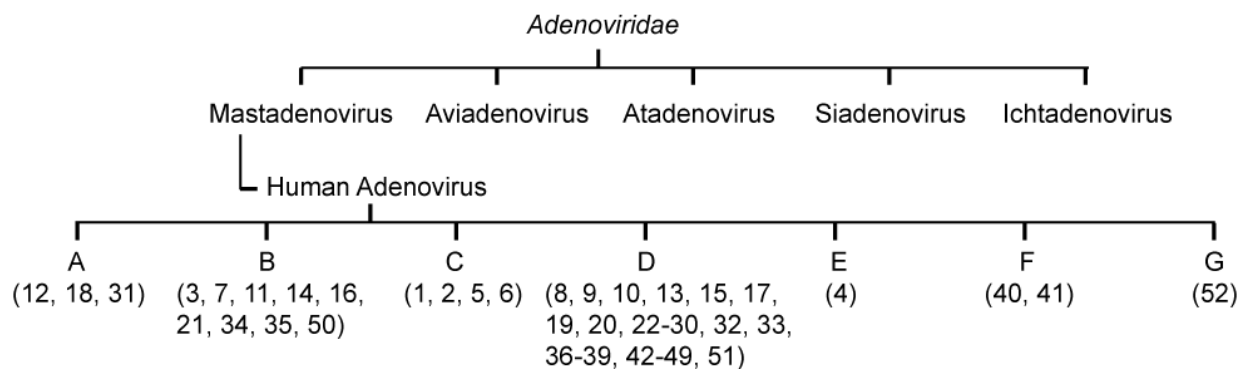 Adenoviridae
Mastadenovirus Aviadenovirus Atadenovirus Siadenovirus Ichtadenovirus
Human Adenovirus
A B C D E F G
(12, 18, 31) (3, 7, 11, 14, 16, (1, 2, 5, 6) (8, 9, 10, 13, 15, 17, (4) (40, 41) (52)
21, 34, 35, 50) 19, 20, 22-30, 32, 33,
36-39, 42-49, 51)